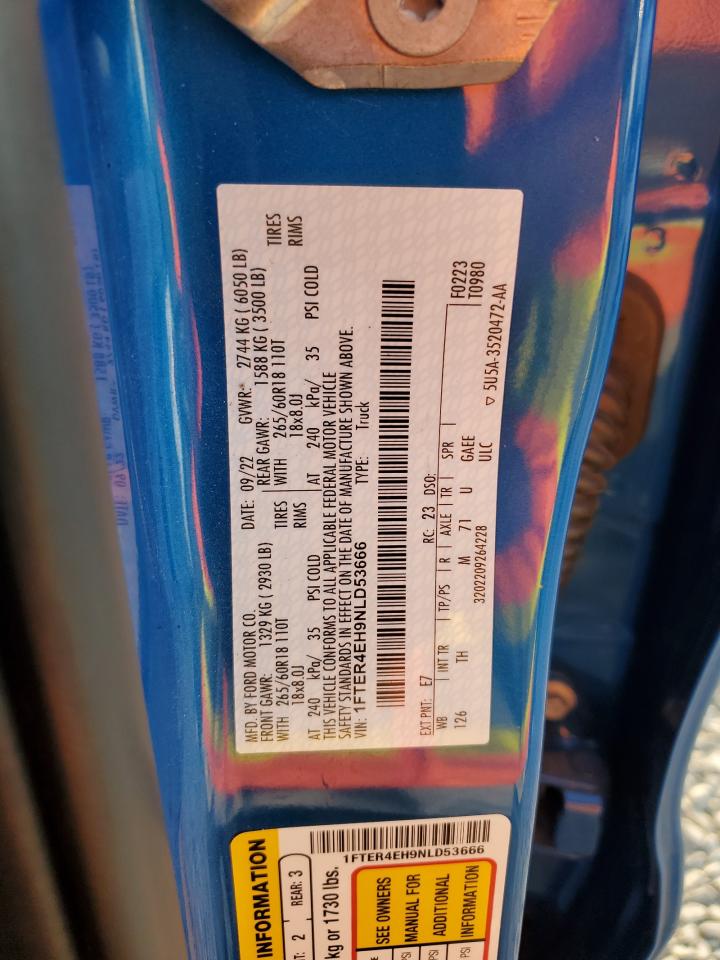 MFD. BY FORD MOTOR CO. DATE: 09/22 GVWR: 2744 KG ( 6050 LB)
FRONT GAWR: 1329 KG ( 2930 LB) REAR GAWR: 1588 KG ( 3500 LB)
WITH 265/60R18 110T TIRES WITH 265/60R18 110T TIRES
18x8.0J RIMS 18x8.0J RIMS
AT 240 kPa/ 35 PSI COLD AT 240 kPa/ 35 PSI COLD
THIS VEHICLE CONFORMS TO ALL APPLICABLE FEDERAL MOTOR VEHICLE
SAFETY STANDARDS IN EFFECT ON THE DATE OF MANUFACTURE SHOWN ABOVE.
VIN: 1FTER4EH9NLD53666 TYPE: Truck
F0223
T0980
EXT PNT: E7 RC: 23 DSO:
WB INT TR TP/PS R AXLE TR SPR
126 TH M 71 U GAEE
3202209264228 ULC
▽ 5U5A-3520472-AA
INFORMATION
1FTER4EH9NLD53666
2 REAR: 3
kg or 1730 lbs.
SEE OWNERS
MANUAL FOR
ADDITIONAL
INFORMATION